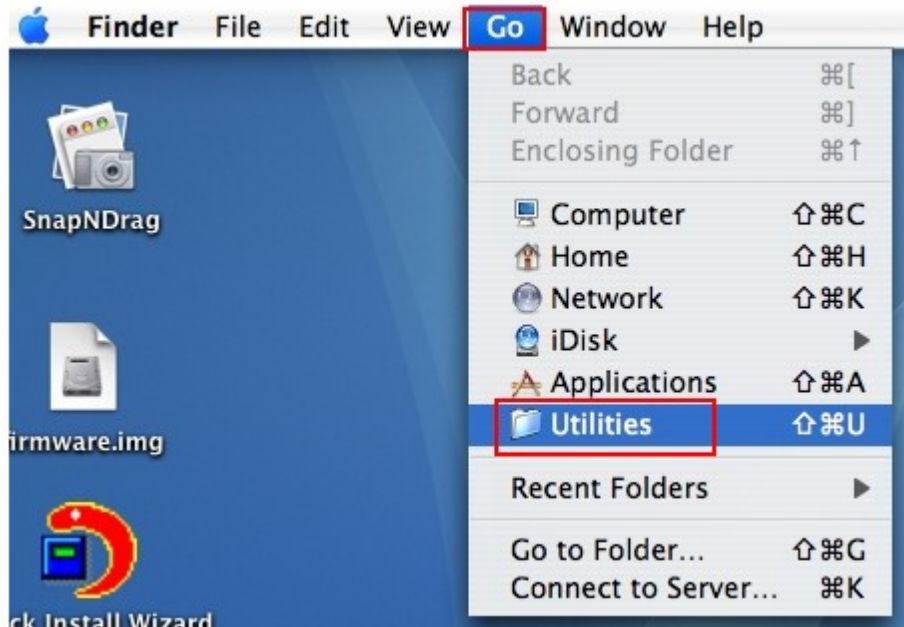 Finder File Edit View Go Window Help
Back ⌘[
Forward ⌘]
Enclosing Folder ⌘↑
Computer ⇧⌘C
Home ⇧⌘H
Network ⇧⌘K
iDisk
Applications ⇧⌘A
Utilities ⇧⌘U
Recent Folders
Go to Folder... ⇧⌘G
Connect to Server... ⌘K
SnapNDrag
irmware.img
ck Install Wizard